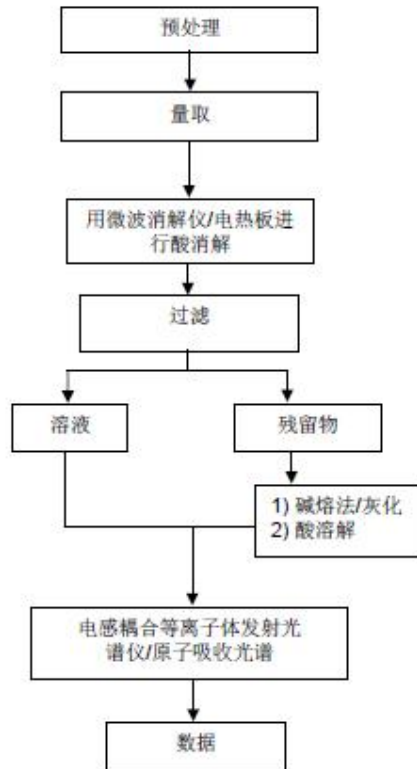 预处理
量取
用微波消解仪/电热板进
行酸消解
过滤
溶液
残留物
1) 碱熔法/灰化
2) 酸溶解
电感耦合等离子体发射光
谱仪/原子吸收光谱
数据